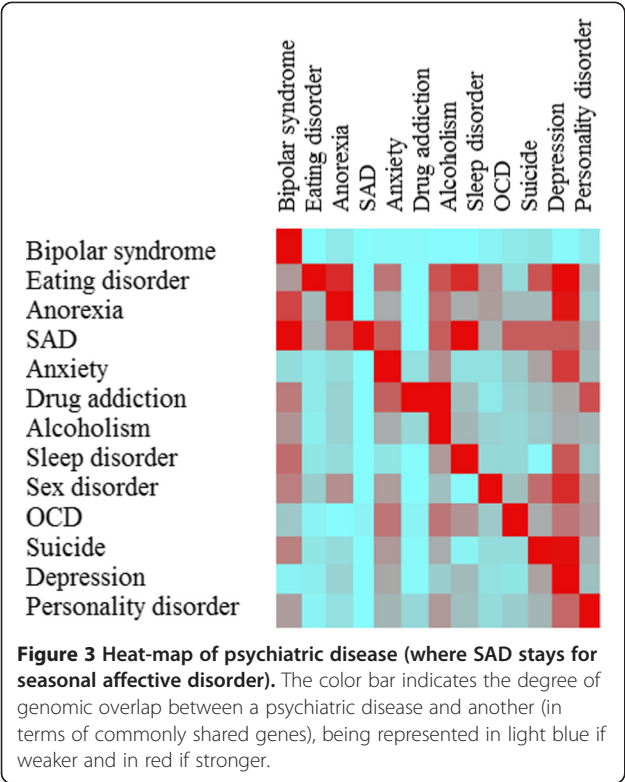 Bipolar syndrome
Eating disorder
Anorexia
SAD
Anxiety
Drug addiction
Alcoholism
Sleep disorder
OCD
Suicide
Depression
Personality disorder
Bipolar syndrome
Eating disorder
Anorexia
SAD
Anxiety
Drug addiction
Alcoholism
Sleep disorder
Sex disorder
OCD
Suicide
Depression
Personality disorder
Figure 3 Heat-map of psychiatric disease (where SAD stays for
seasonal affective disorder). The color bar indicates the degree of
genomic overlap between a psychiatric disease and another (in
terms of commonly shared genes), being represented in light blue if
weaker and in red if stronger.